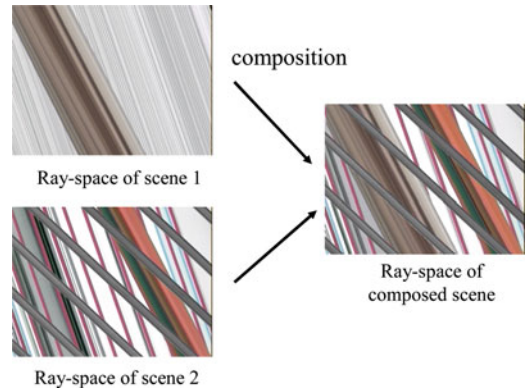 composition
Ray-space of scene 1
Ray-space of
composed scene
Ray-space of scene 2